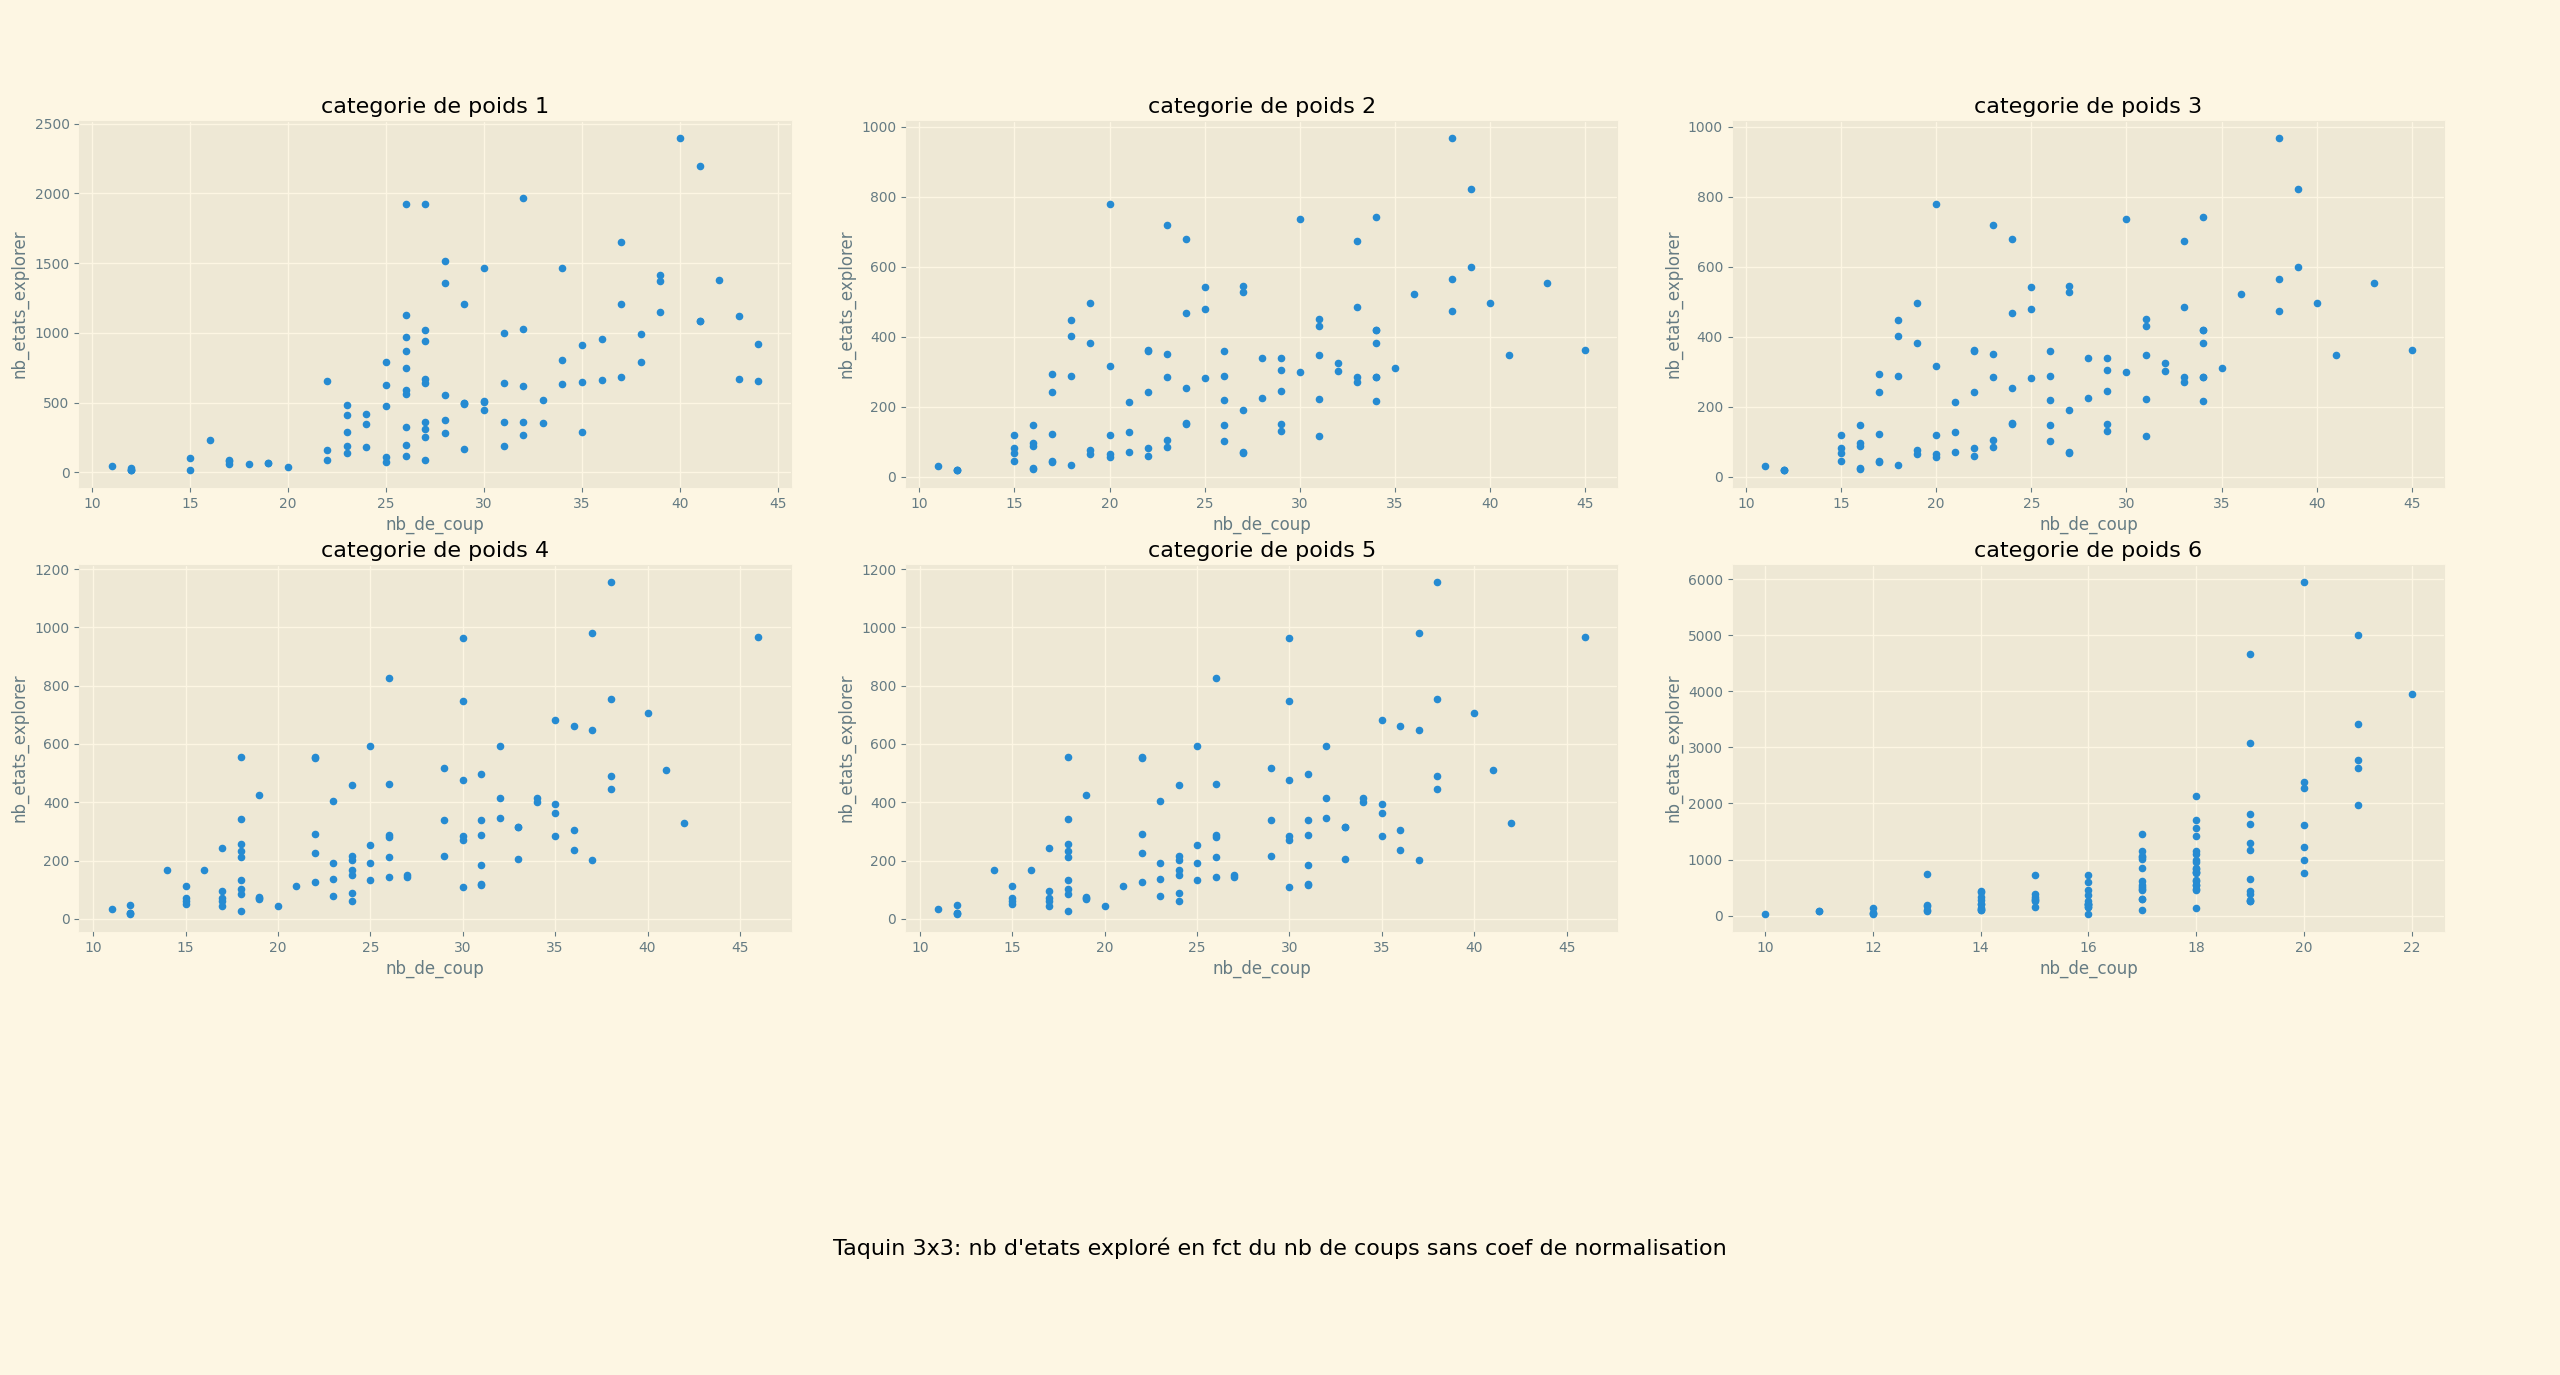 categorie de poids 1
categorie de poids 2
categorie de poids 3
2500
2000
1500
1000
500
0
nb_etats_explorer
10 15 20 25 30 35 40 45
nb_de_coup
1000
800
600
400
200
0
nb_etats_explorer
10 15 20 25 30 35 40 45
nb_de_coup
1000
800
600
400
200
0
nb_etats_explorer
10 15 20 25 30 35 40 45
nb_de_coup
categorie de poids 4
categorie de poids 5
categorie de poids 6
1200
1000
800
600
400
200
0
nb_etats_explorer
10 15 20 25 30 35 40 45
nb_de_coup
1200
1000
800
600
400
200
0
nb_etats_explorer
10 15 20 25 30 35 40 45
nb_de_coup
6000
5000
4000
3000
2000
1000
0
nb_etats_explorer
10 12 14 16 18 20 22
nb_de_coup
Taquin 3x3: nb d'etats exploré en fct du nb de coups sans coef de normalisation